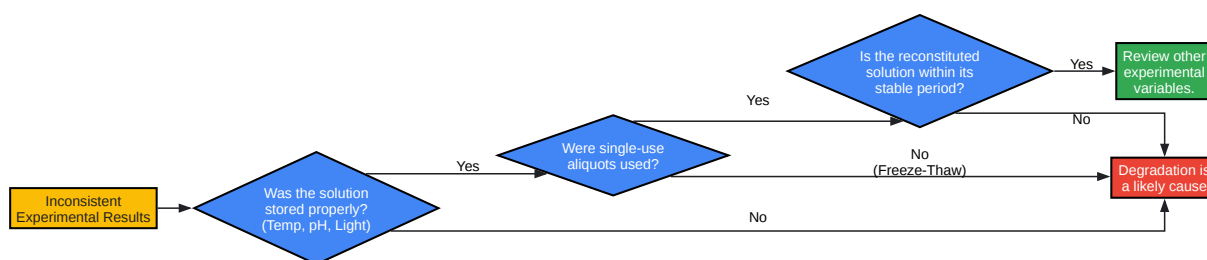 Inconsistent
Experimental Results
Was the solution
stored properly?
(Temp, pH, Light)
Yes
No
Were single-use
aliquots used?
Yes
No
(Freeze-Thaw)
Is the reconstituted
solution within its
stable period?
Yes
No
Review other
experimental
variables.
Degradation is
a likely cause